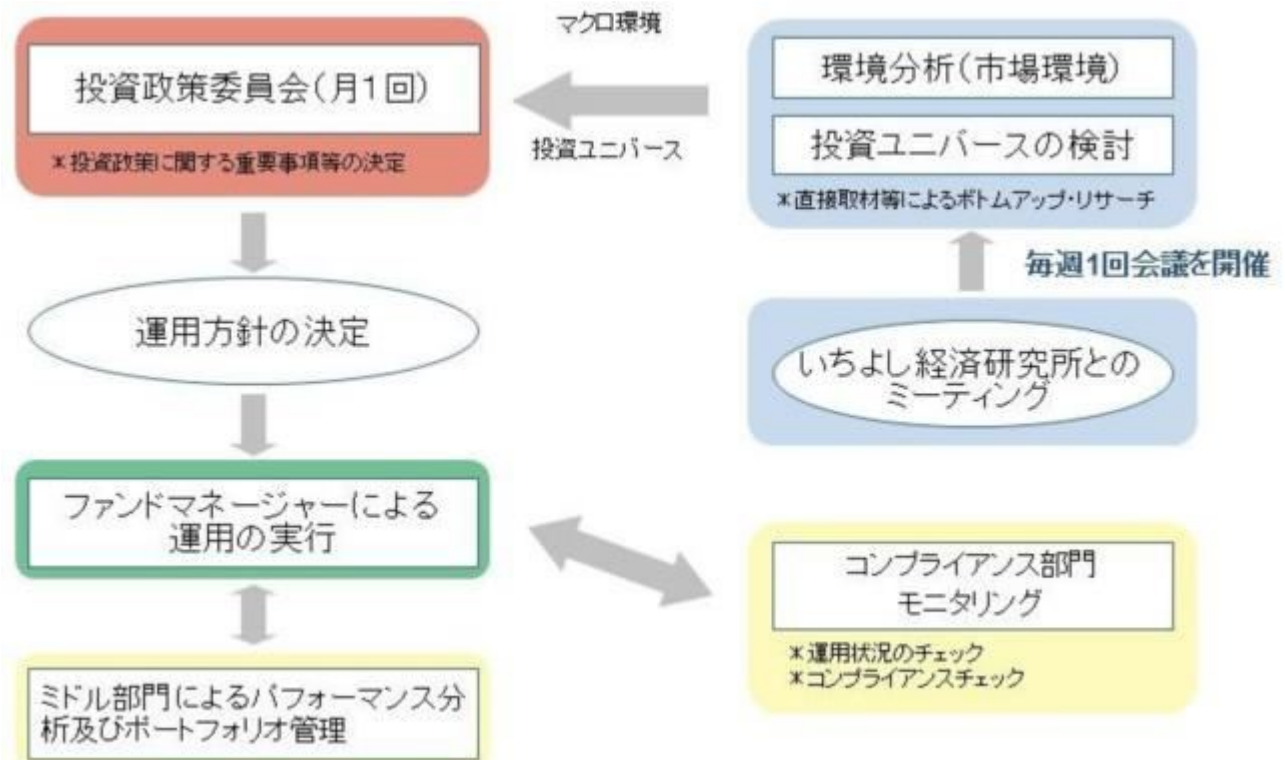 マクロ環境
投資政策委員会(月1回)
*投資政策に関する重要事項等の決定
投資ユニバース
環境分析(市場環境)
投資ユニバースの検討
*直接取材等によるボトムアップ・リサーチ
毎週1回会議を開催
いちよし経済研究所との
ミーティング
運用方針の決定
ファンドマネージャーによる
運用の実行
コンプライアンス部門
モニタリング
*運用状況のチェック
*コンプライアンスチェック
ミドル部門によるパフォーマンス分
析及びポートフォリオ管理